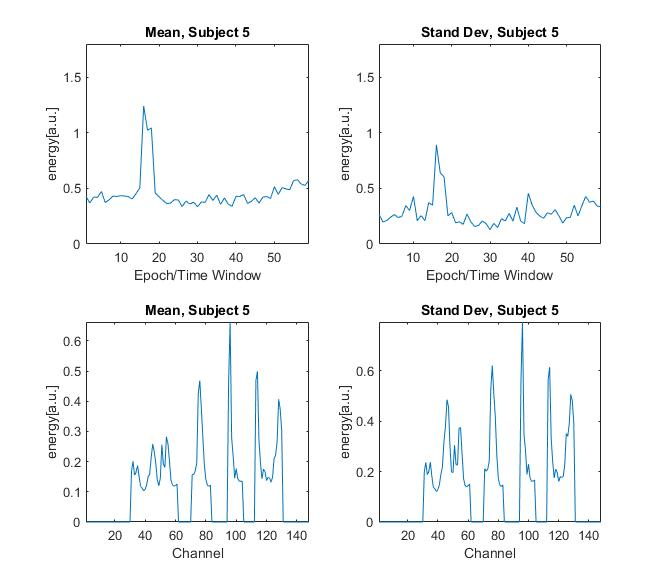 Mean, Subject 5
Stand Dev, Subject 5
energy[a.u.]
1.5
1
0.5
0
10 20 30 40 50
Epoch/Time Window
energy[a.u.]
1.5
1
0.5
0
10 20 30 40 50
Epoch/Time Window
Mean, Subject 5
Stand Dev, Subject 5
energy[a.u.]
0.6
0.5
0.4
0.3
0.2
0.1
0
20 40 60 80 100 120 140
Channel
energy[a.u.]
0.6
0.4
0.2
0
20 40 60 80 100 120 140
Channel